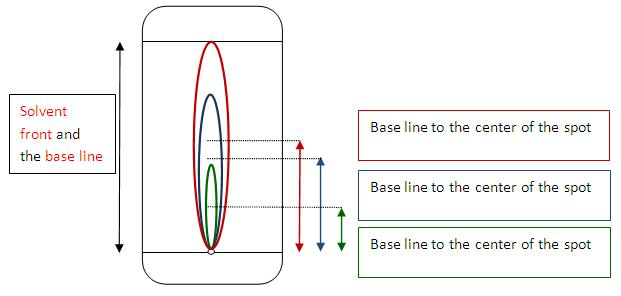 Solvent
front and
the base line
Base line to the center of the spot
Base line to the center of the spot
Base line to the center of the spot